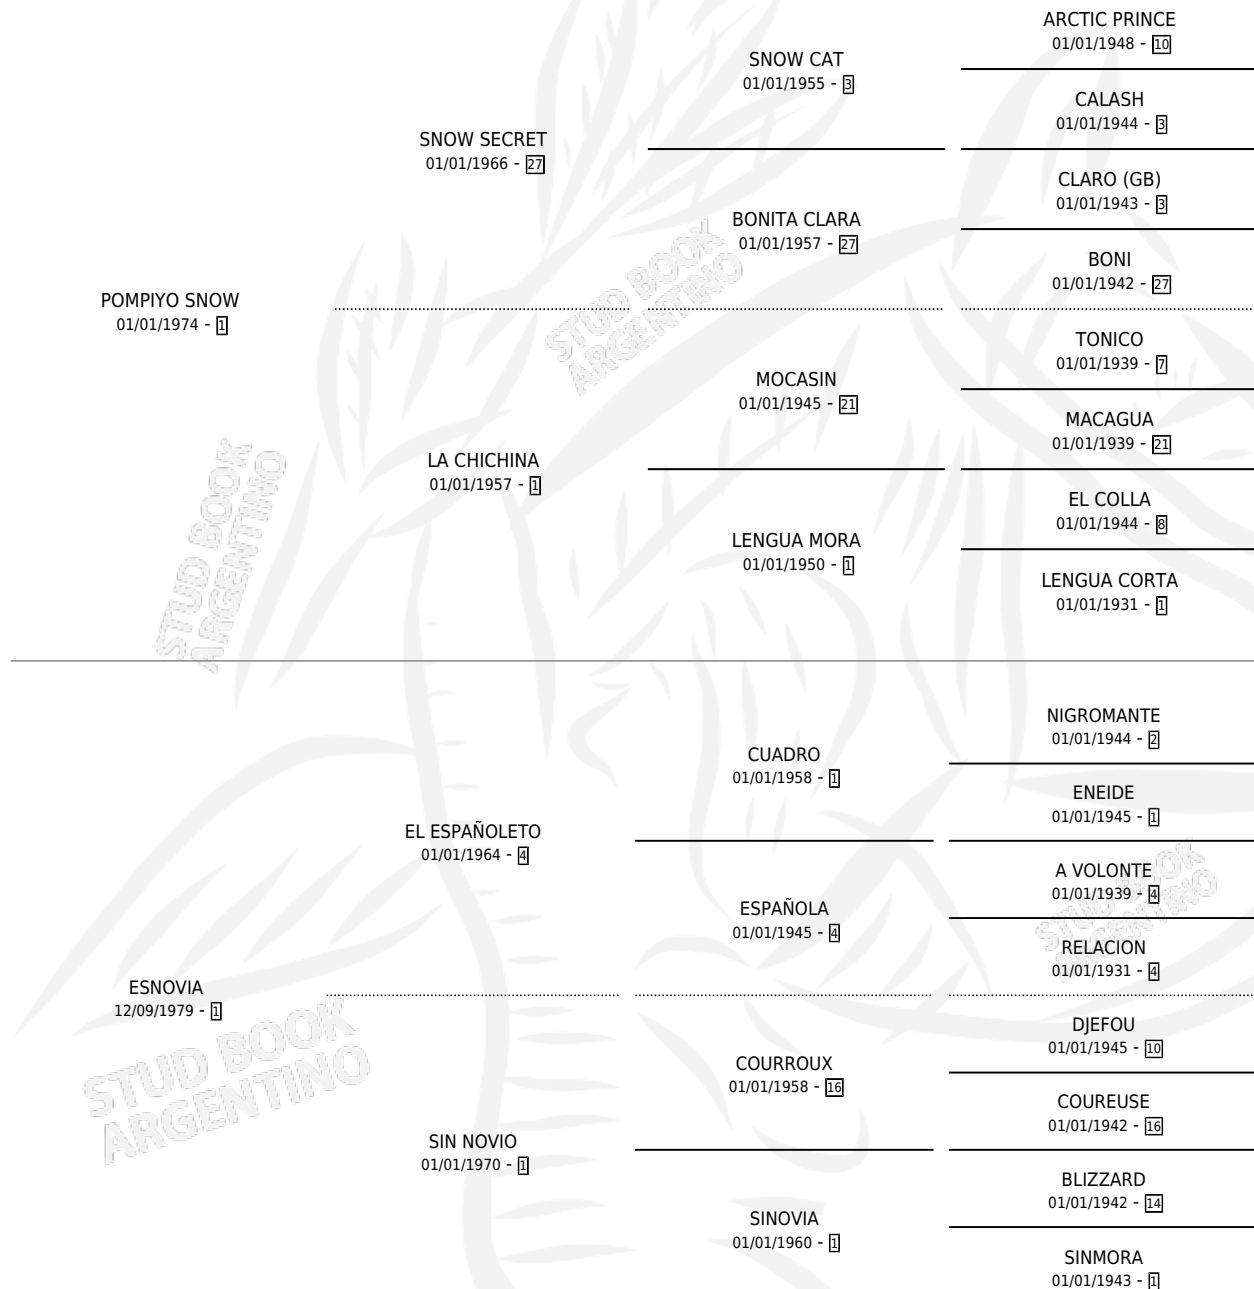 ARCTIC PRINCE
01/01/1948 - 10
SNOW CAT
01/01/1955 - 3
CALASH
01/01/1944 - 3
SNOW SECRET
01/01/1966 - 27
CLARO (GB)
01/01/1943 - 3
BONITA CLARA
01/01/1957 - 27
BONI
01/01/1942 - 27
POMPIYO SNOW
01/01/1974 - 1
TONICO
01/01/1939 - 7
MOCASIN
01/01/1945 - 21
MACAGUA
01/01/1939 - 21
LA CHICHINA
01/01/1957 - 1
EL COLLA
01/01/1944 - 8
LENGUA MORA
01/01/1950 - 1
LENGUA CORTA
01/01/1931 - 1
NIGROMANTE
01/01/1944 - 2
CUADRO
01/01/1958 - 1
ENEIDE
01/01/1945 - 1
EL ESPAÑOLETO
01/01/1964 - 4
A VOLONTE
01/01/1939 - 4
ESPAÑOLA
01/01/1945 - 4
RELACION
01/01/1931 - 4
ESNOVIA
12/09/1979 - 1
DJEFOU
01/01/1945 - 10
COURROUX
01/01/1958 - 16
COUREUSE
01/01/1942 - 16
SIN NOVIO
01/01/1970 - 1
BLIZZARD
01/01/1942 - 14
SINOVIA
01/01/1960 - 1
SINMORA
01/01/1943 - 1
STUD BOOK
ARGENTINO
STUD BOOK
ARGENTINO
STUD BOOK
ARGENTINO
STUD BOOK
ARGENTINO